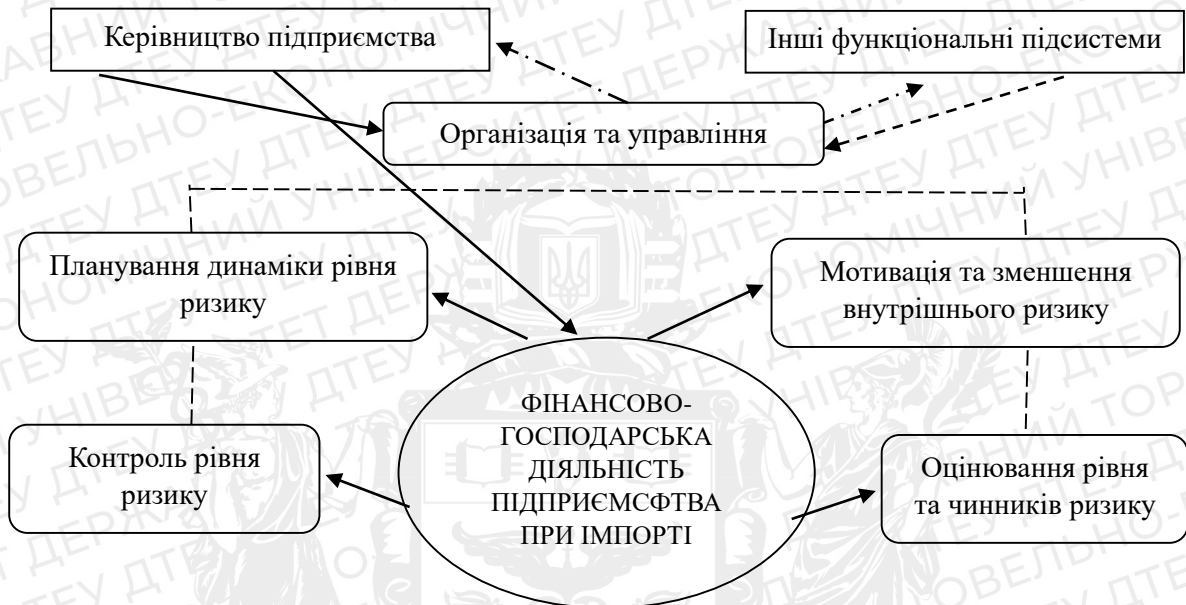 Керівництво підприємства
Інші функціональні підсистеми
Організація та управління
Планування динаміки рівня
ризику
Мотивація та зменшення
внутрішнього ризику
ФІНАНСОВО-
ГОСПОДАРСЬКА
ДІЯЛЬНІСТЬ
ПІДПРИЄМСФТВА
ПРИ ІМПОРТІ
Контроль рівня
ризику
Оцінювання рівня
та чинників ризику